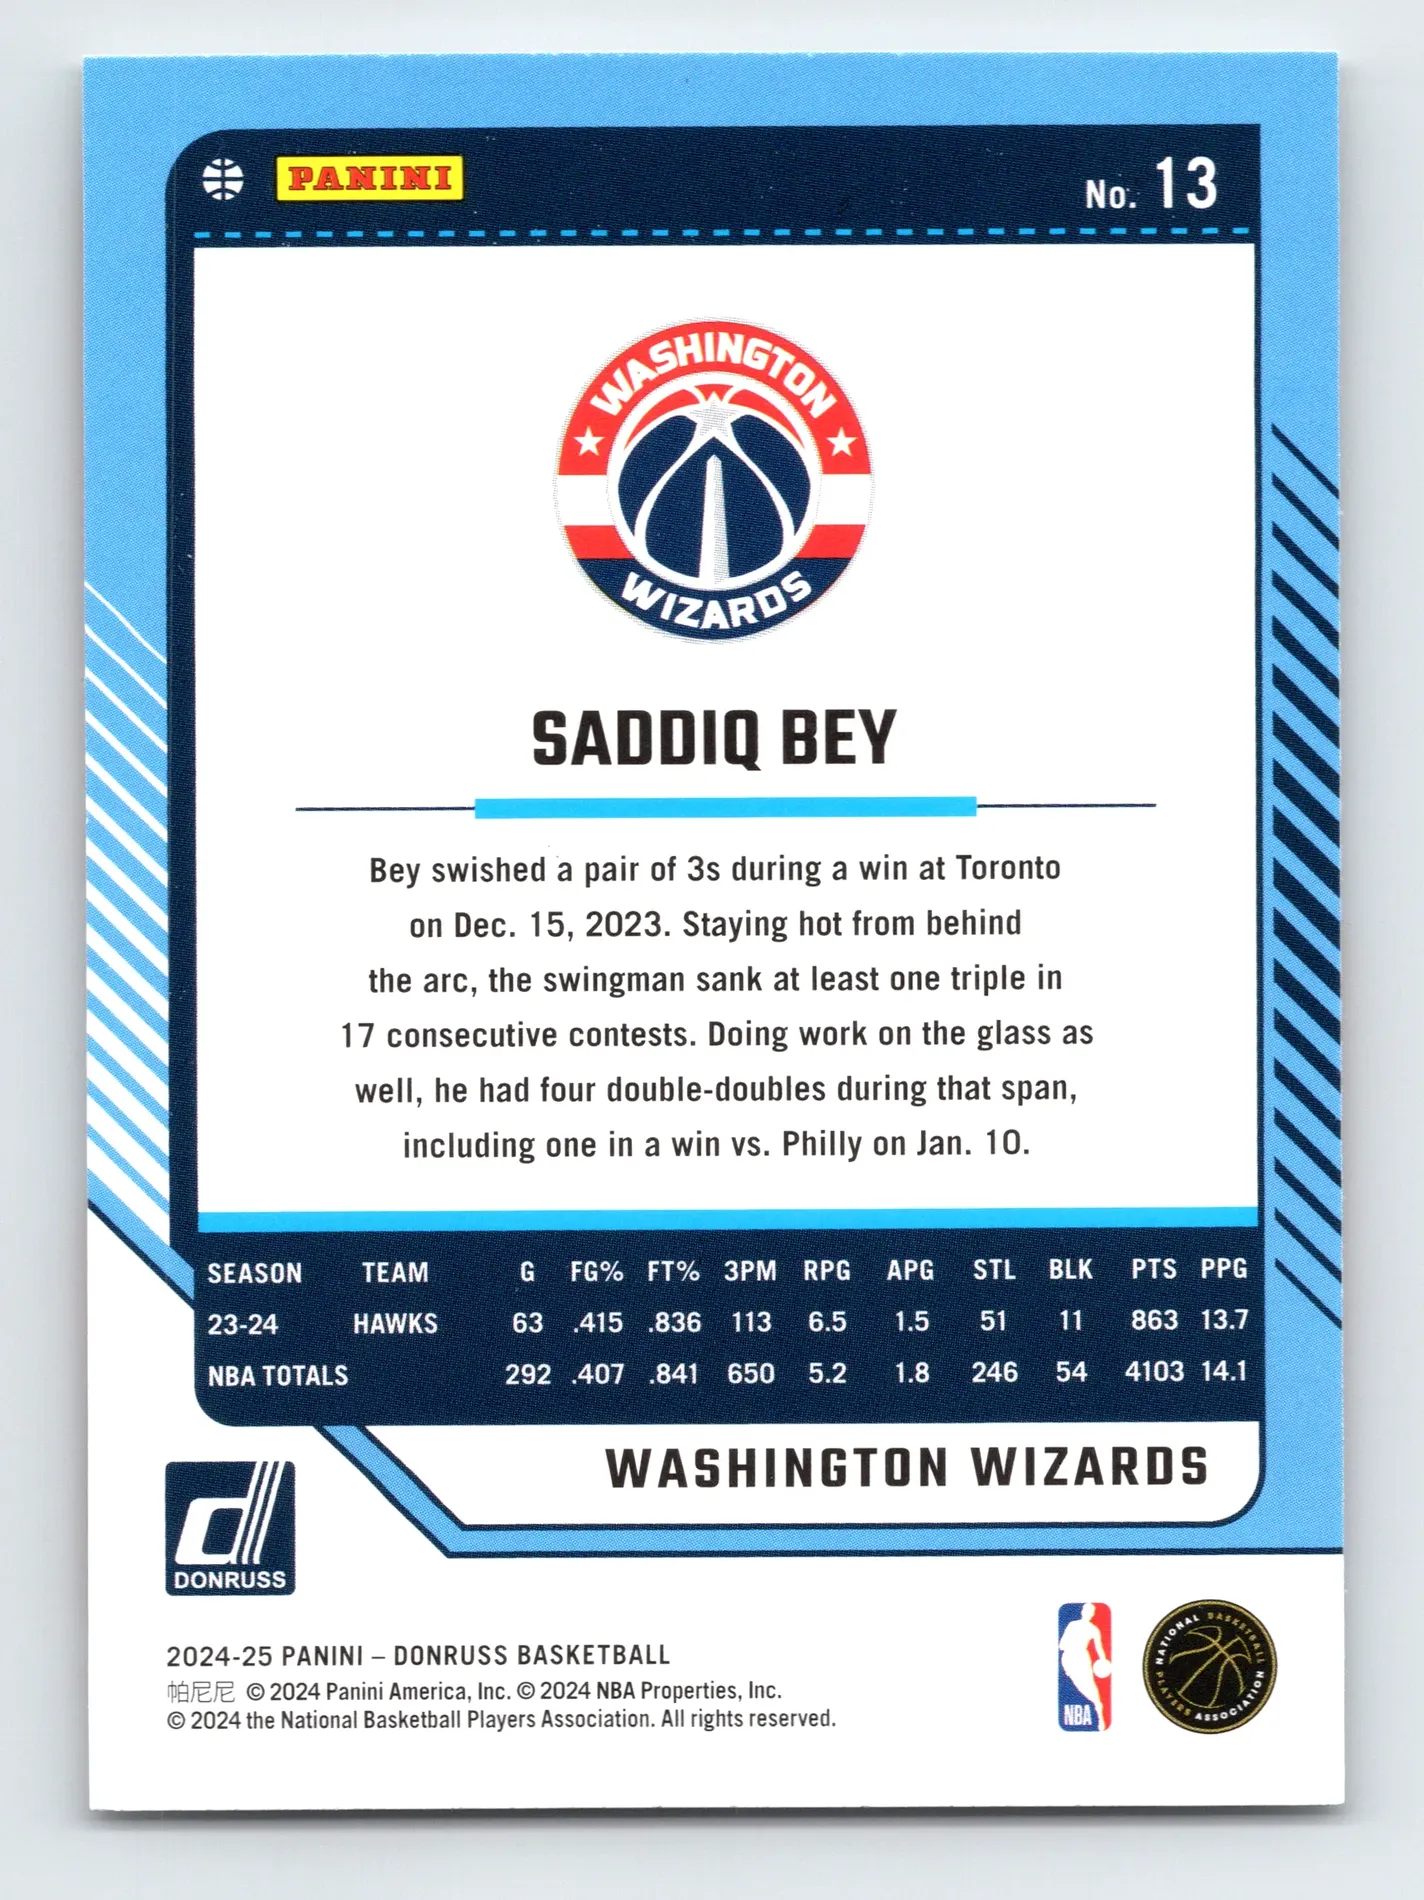 PANINI
No. 13
WASHINGTON
WIZARDS
SADDIQ BEY
Bey swished a pair of 3s during a win at Toronto
on Dec. 15, 2023. Staying hot from behind
the arc, the swingman sank at least one triple in
17 consecutive contests. Doing work on the glass as
well, he had four double-doubles during that span,
including one in a win vs. Philly on Jan. 10.
SEASON TEAM G FG% FT% 3PM RPG APG STL BLK PTS PPG
23-24 HAWKS 63 .415 .836 113 6.5 1.5 51 11 863 13.7
NBA TOTALS 292 .407 .841 650 5.2 1.8 246 54 4103 14.1
WASHINGTON WIZARDS
d
DONRUSS
2024-25 PANINI – DONRUSS BASKETBALL
帕尼尼 © 2024 Panini America, Inc. © 2024 NBA Properties, Inc.
© 2024 the National Basketball Players Association. All rights reserved.
NBA
NATIONAL BASKETBALL PLAYERS ASSOCIATION